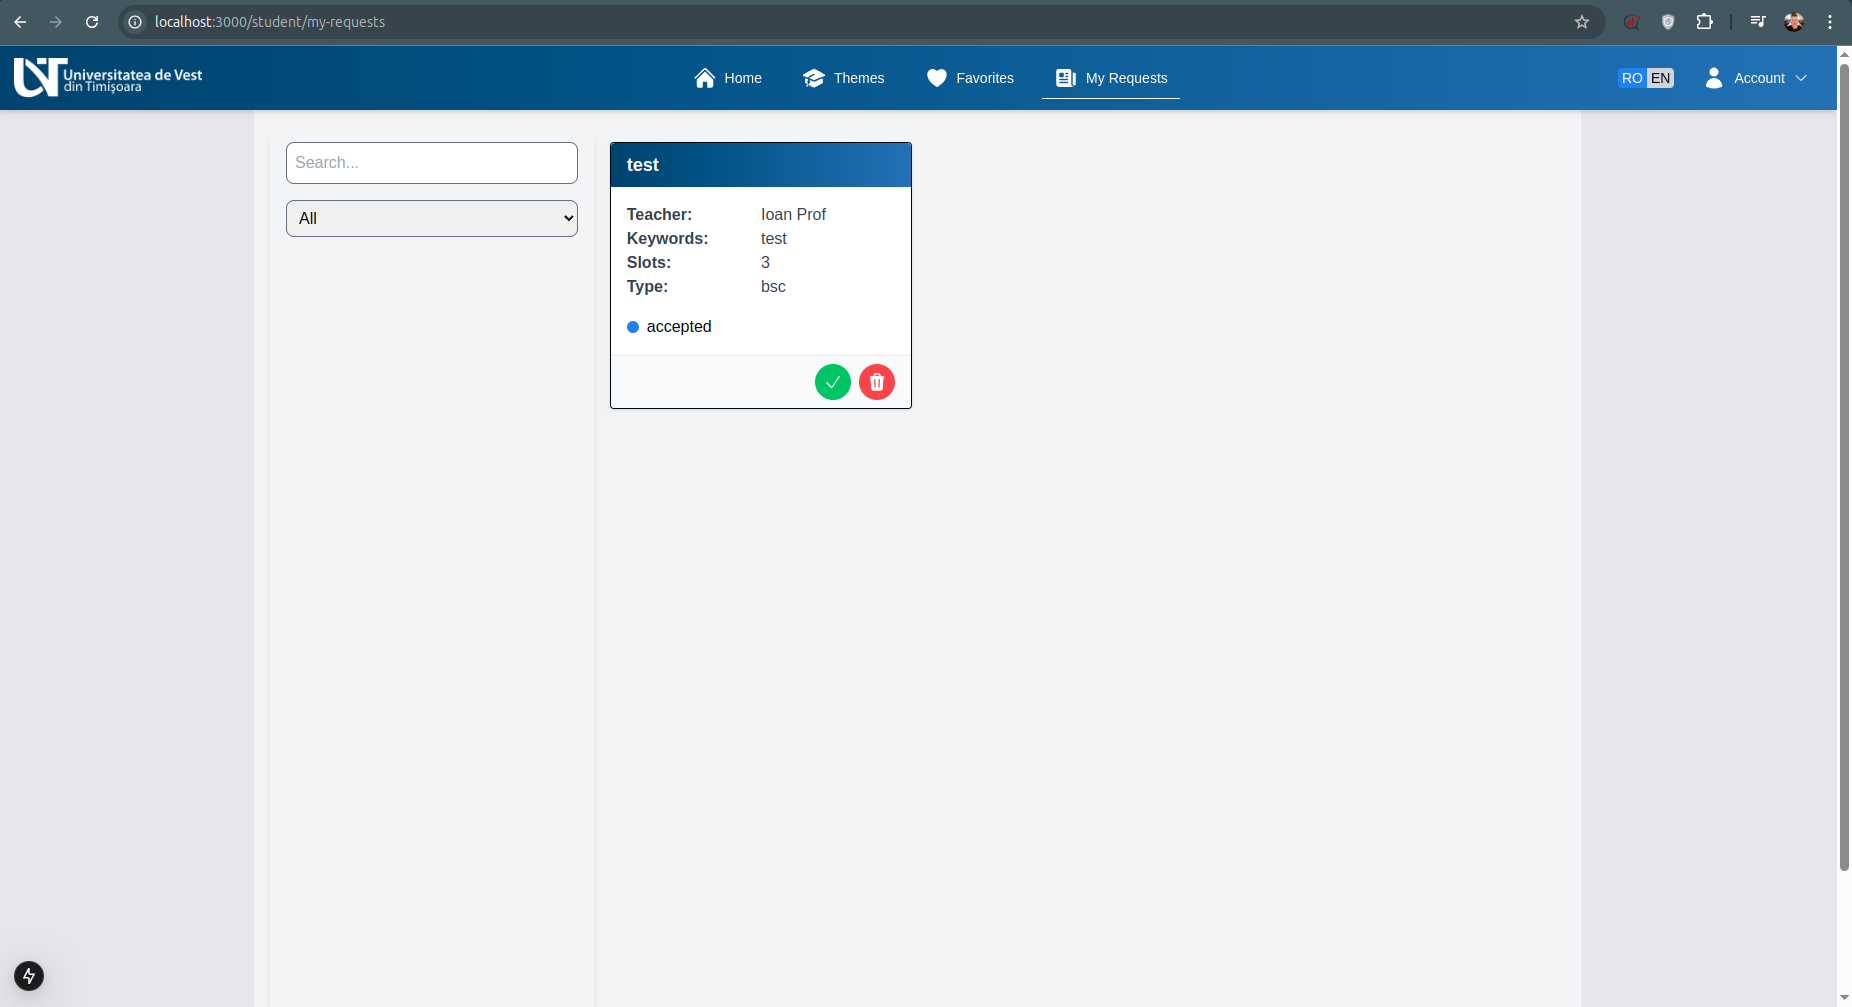 localhost:3000/student/my-requests
Universitatea de Vest
din Timișoara
Home
Themes
Favorites
My Requests
RO EN
Account
Search...
All
test
Teacher: Ioan Prof
Keywords: test
Slots: 3
Type: bsc
accepted